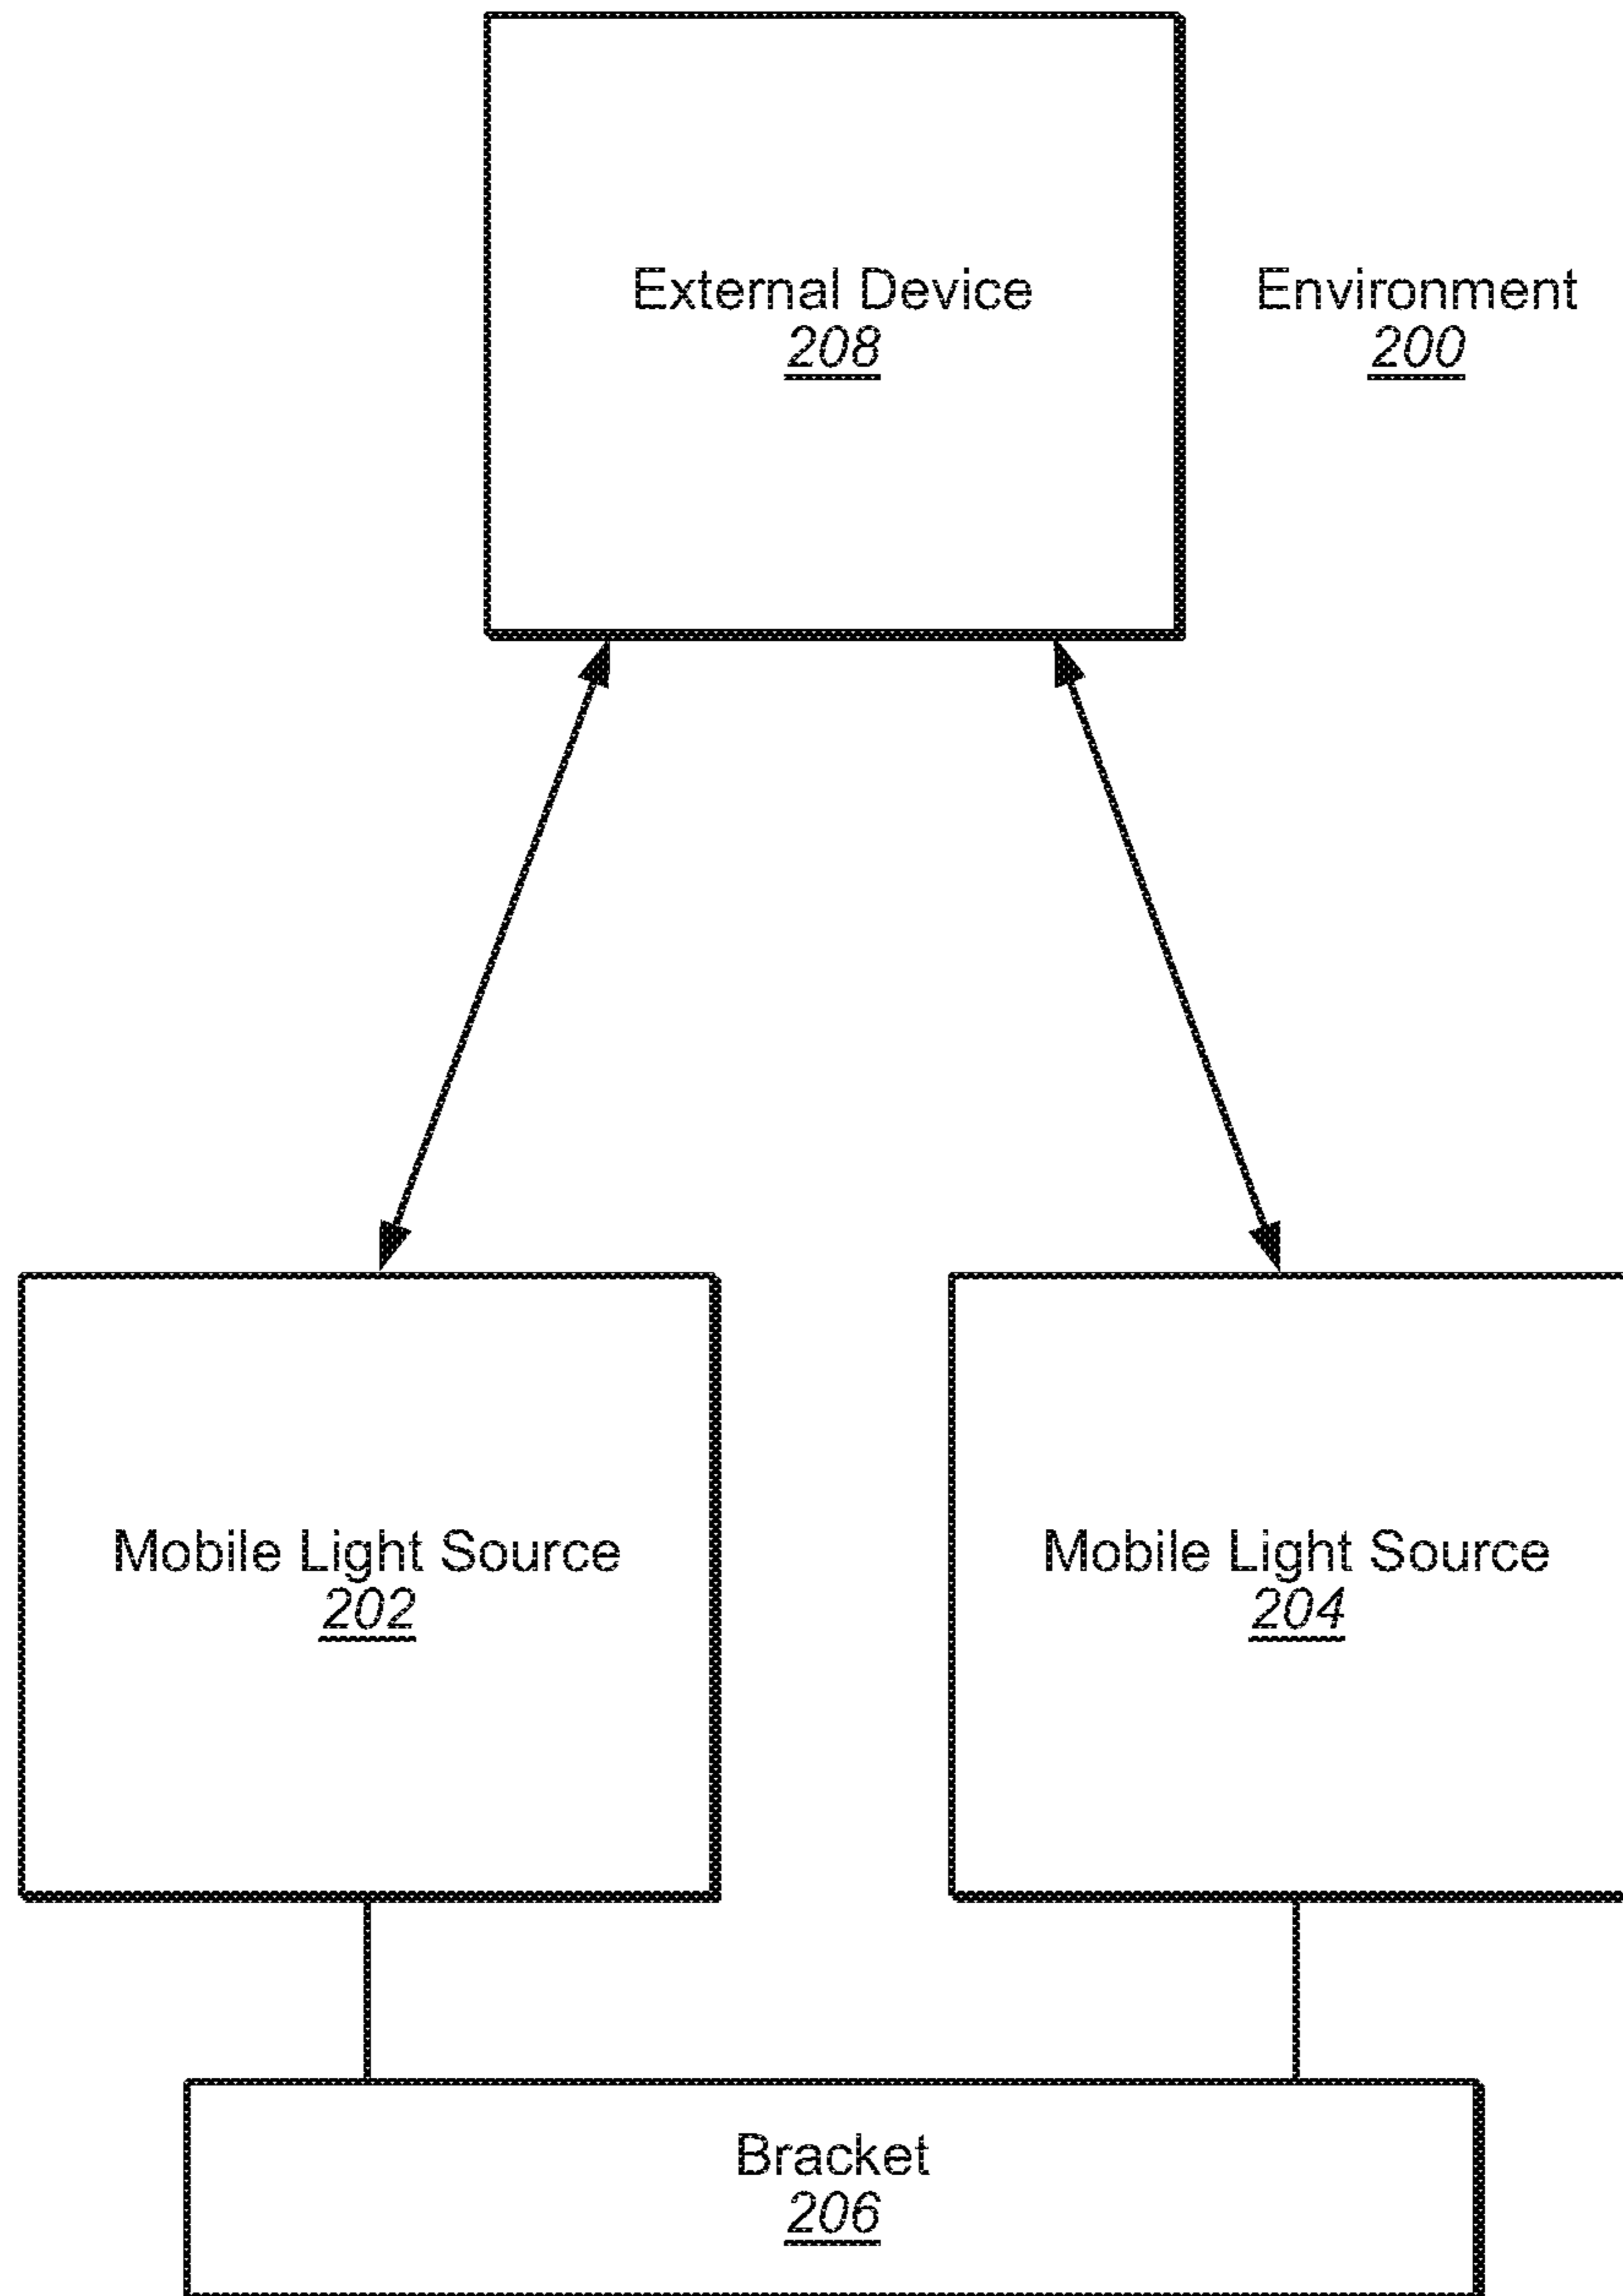 External Device
208
Environment
200
Mobile Light Source
202
Mobile Light Source
204
Bracket
206